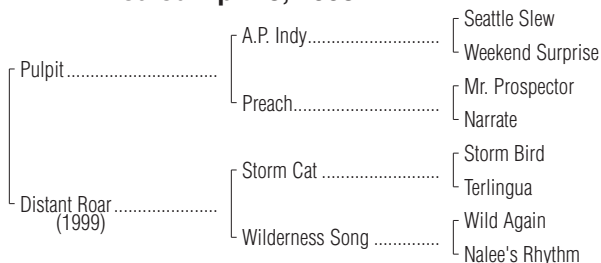 Pulpit
A.P. Indy
Seattle Slew
Weekend Surprise
Preach
Mr. Prospector
Narrate
Distant Roar
(1999)
Storm Cat
Storm Bird
Terlingua
Wilderness Song
Wild Again
Nalee's Rhythm